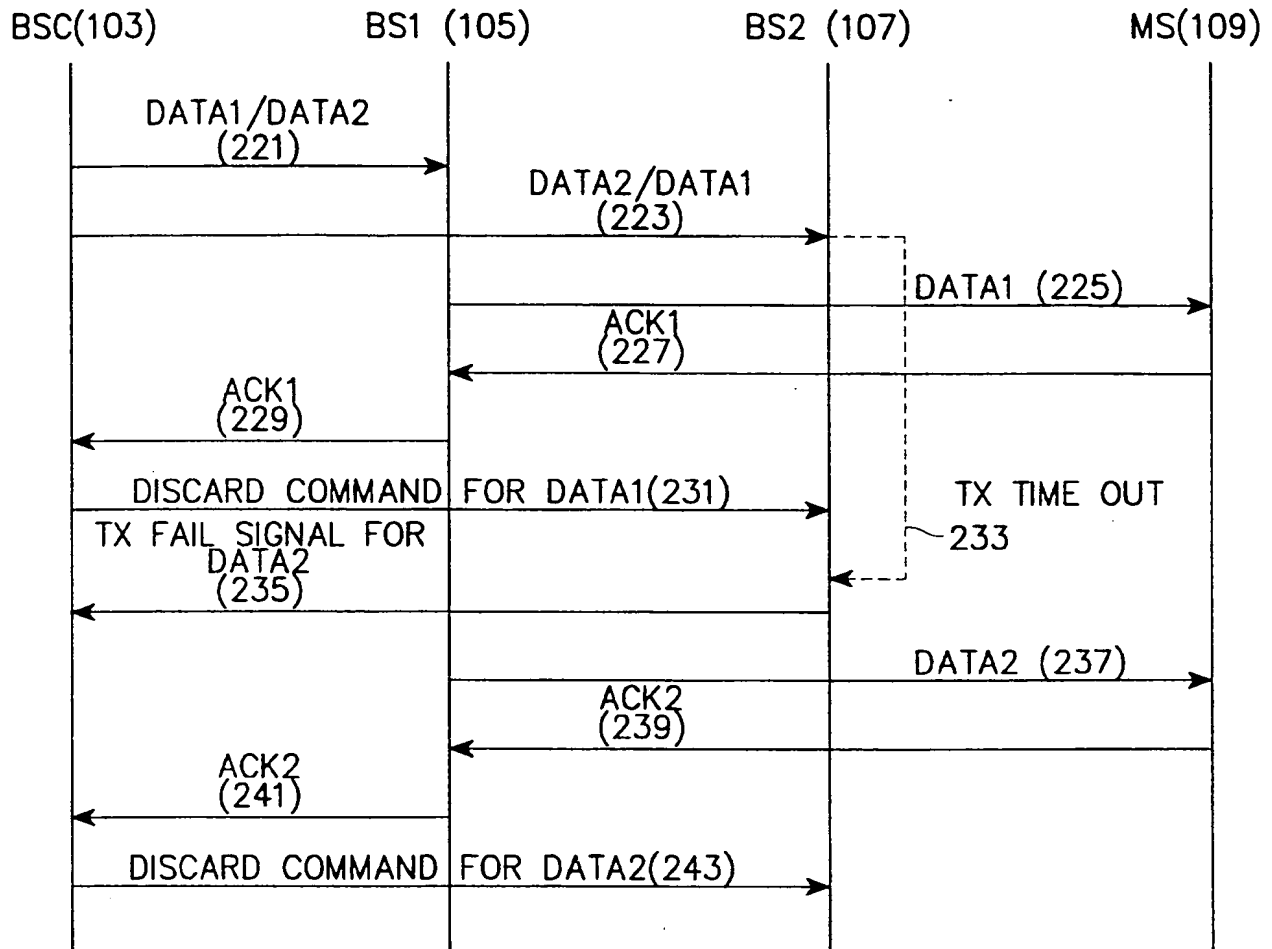 BSC(103) BS1 (105) BS2 (107) MS(109)
DATA1/DATA2
(221)
DATA2/DATA1
(223)
DATA1 (225)
ACK1
(227)
ACK1
(229)
DISCARD COMMAND FOR DATA1(231)
TX TIME OUT
233
TX FAIL SIGNAL FOR
DATA2
(235)
DATA2 (237)
ACK2
(239)
ACK2
(241)
DISCARD COMMAND FOR DATA2(243)